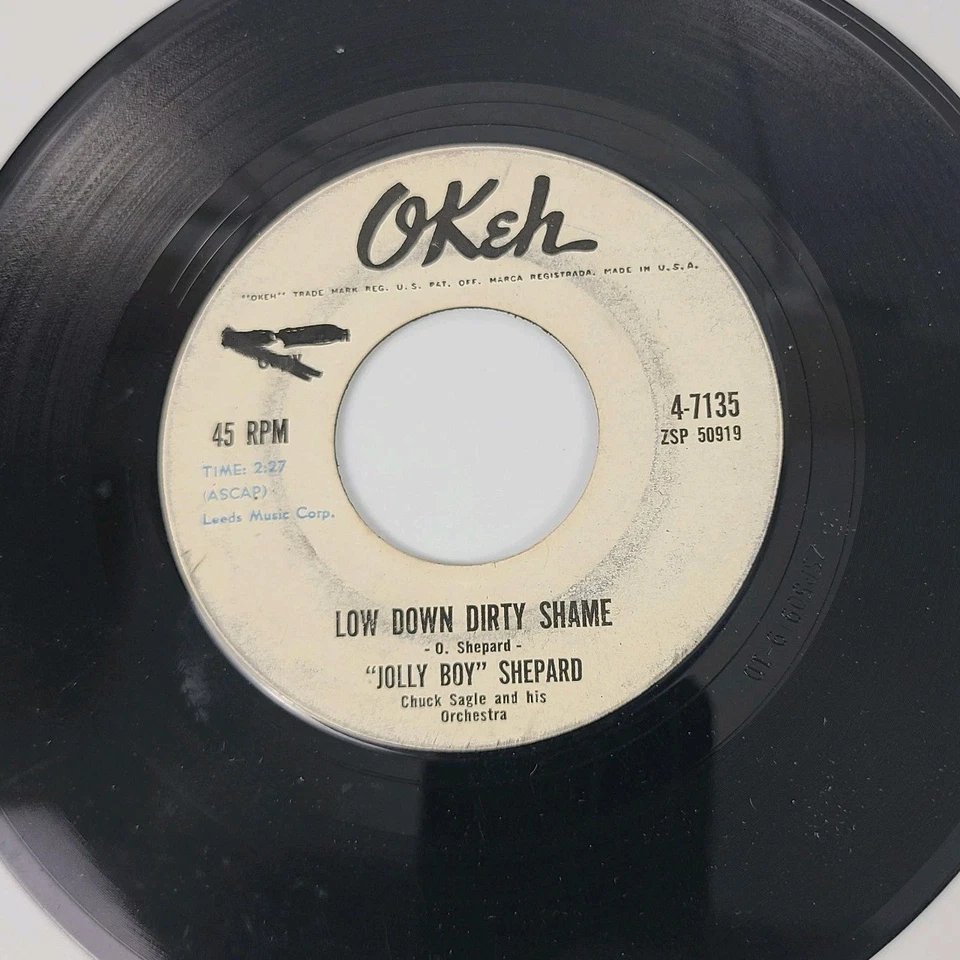 OKeh
"OKEH" TRADE MARK REG. U.S. PAT. OFF. MARCA REGISTRADA. MADE IN U.S.A.
45 RPM
TIME: 2:27
(ASCAP)
Leeds Music Corp.
4-7135
ZSP 50919
LOW DOWN DIRTY SHAME
- O. Shepard -
"JOLLY BOY" SHEPARD
Chuck Sagle and his
Orchestra